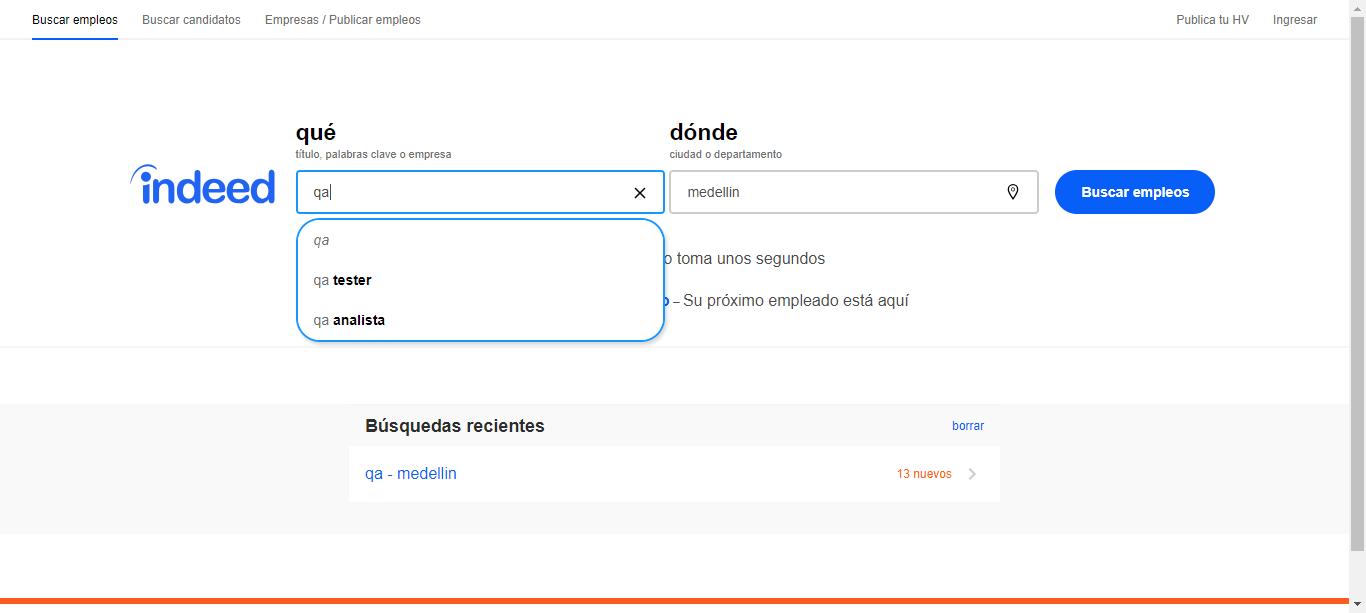 Buscar empleos Buscar candidatos Empresas / Publicar empleos Publica tu HV Ingresar
qué dónde
título, palabras clave o empresa ciudad o departamento
indeed qa medellin Buscar empleos
qa
toma unos segundos
qa tester
– Su próximo empleado está aquí
qa analista
Búsquedas recientes borrar
qa - medellin 13 nuevos